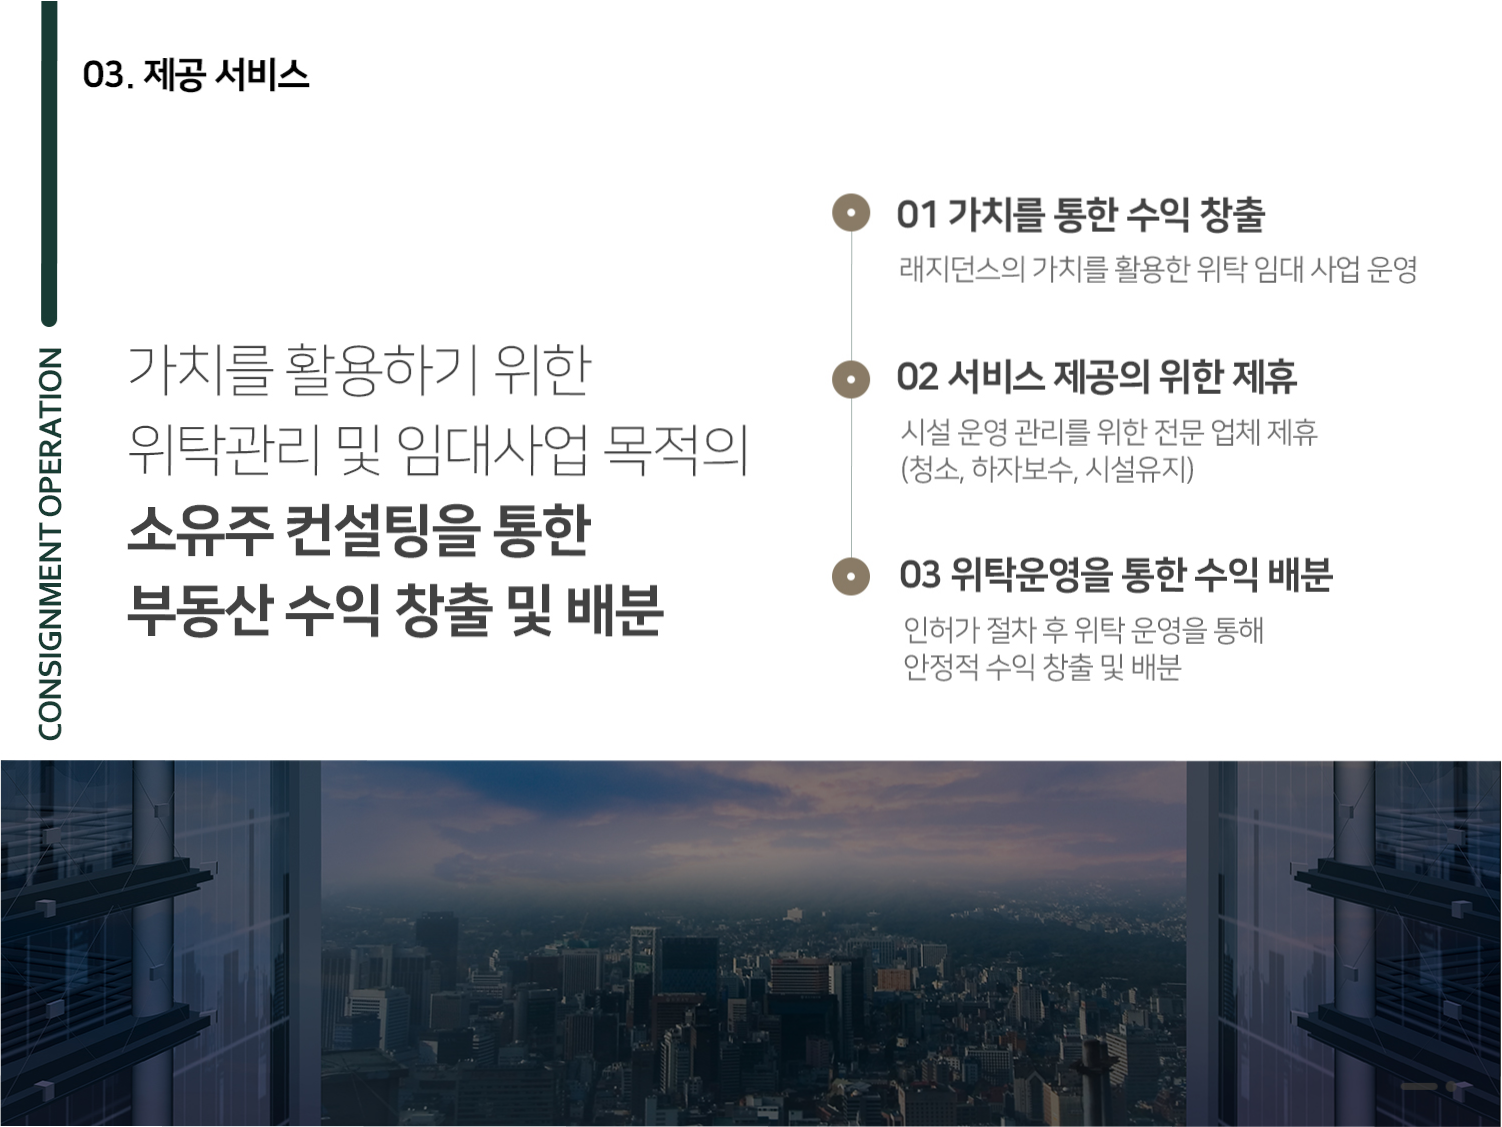 03. 제공 서비스
CONSIGNMENT OPERATION
가치를 활용하기 위한
위탁관리 및 임대사업 목적의
소유주 컨설팅을 통한
부동산 수익 창출 및 배분
01 가치를 통한 수익 창출
래지던스의 가치를 활용한 위탁 임대 사업 운영
02 서비스 제공의 위한 제휴
시설 운영 관리를 위한 전문 업체 제휴
(청소, 하자보수, 시설유지)
03 위탁운영을 통한 수익 배분
인허가 절차 후 위탁 운영을 통해
안정적 수익 창출 및 배분